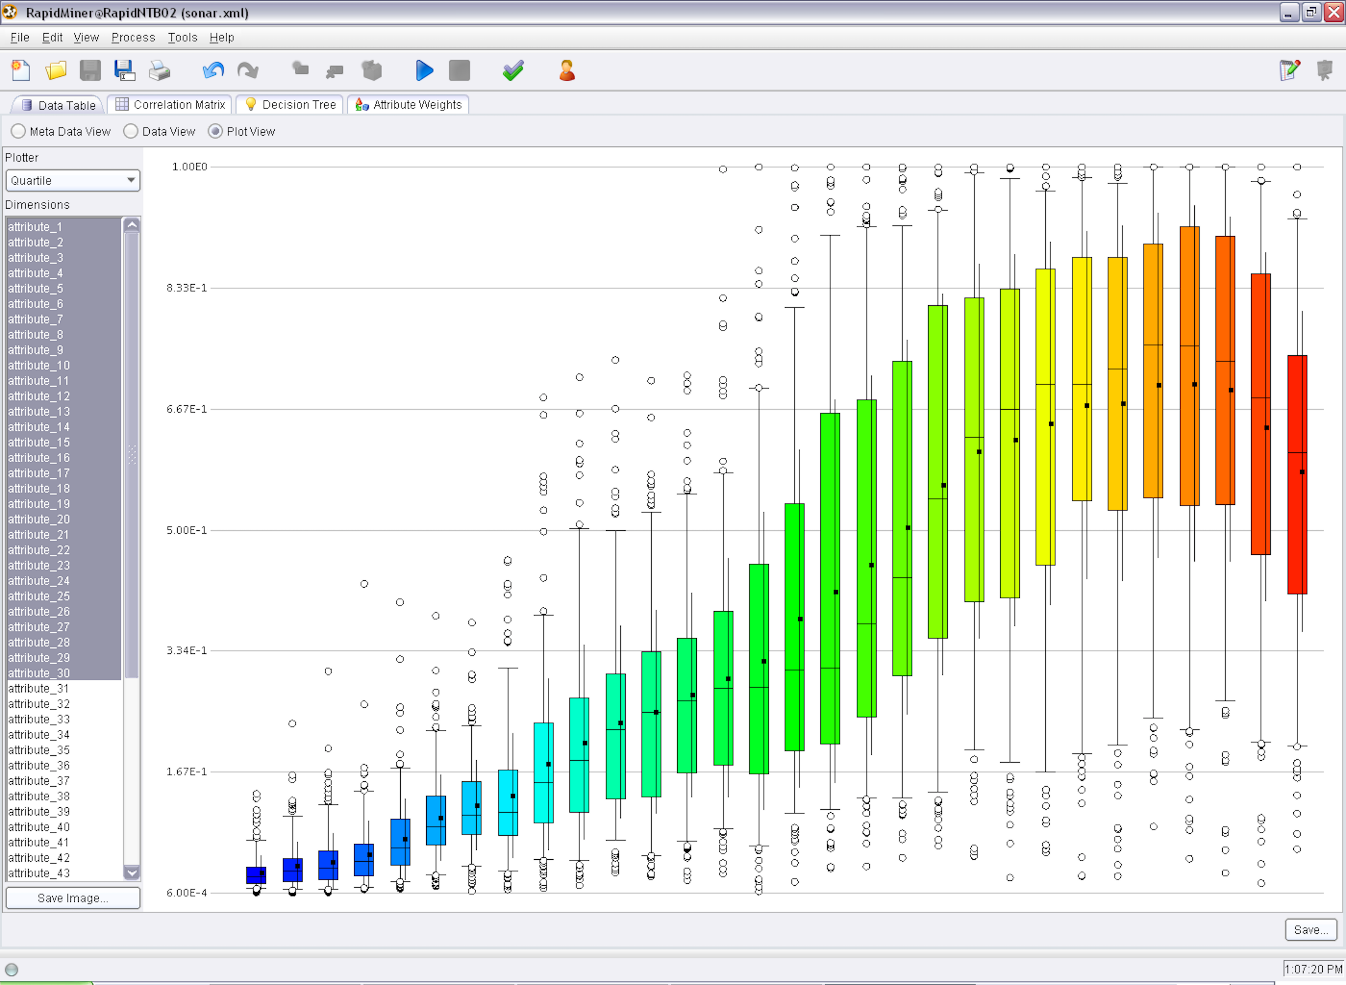 RapidMiner@RapidNTB02 (sonar.xml)
File Edit View Process Tools Help
Data Table Correlation Matrix Decision Tree Attribute Weights
Meta Data View Data View Plot View
Plotter
Quartile
Dimensions
attribute_1
attribute_2
attribute_3
attribute_4
attribute_5
attribute_6
attribute_7
attribute_8
attribute_9
attribute_10
attribute_11
attribute_12
attribute_13
attribute_14
attribute_15
attribute_16
attribute_17
attribute_18
attribute_19
attribute_20
attribute_21
attribute_22
attribute_23
attribute_24
attribute_25
attribute_26
attribute_27
attribute_28
attribute_29
attribute_30
attribute_31
attribute_32
attribute_33
attribute_34
attribute_35
attribute_36
attribute_37
attribute_38
attribute_39
attribute_40
attribute_41
attribute_42
attribute_43
Save Image...
1.00E0
8.33E-1
6.67E-1
5.00E-1
3.34E-1
1.67E-1
6.00E-4
Save...
1:07:20 PM